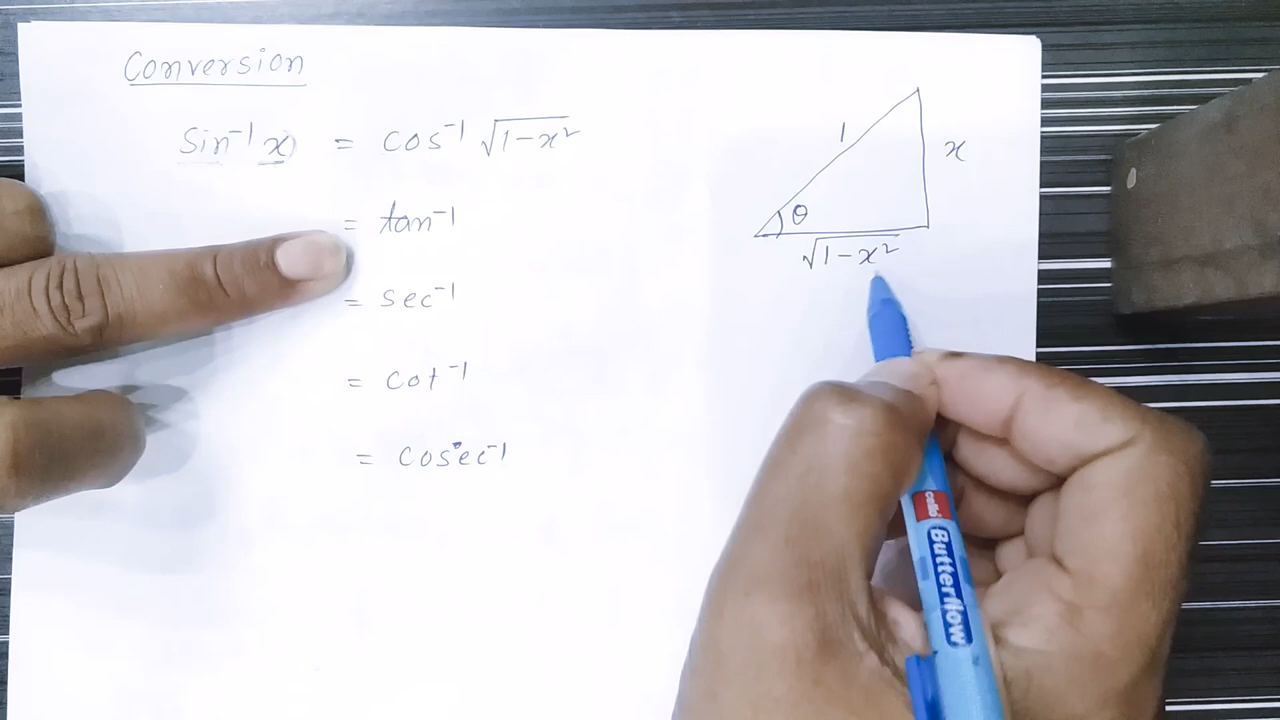 Conversion
Sin⁻¹x = cos⁻¹ √1-x²
= tan⁻¹
= sec⁻¹
= cot⁻¹
= cosec⁻¹
1
x
θ
√1-x²
cello
Butterflow